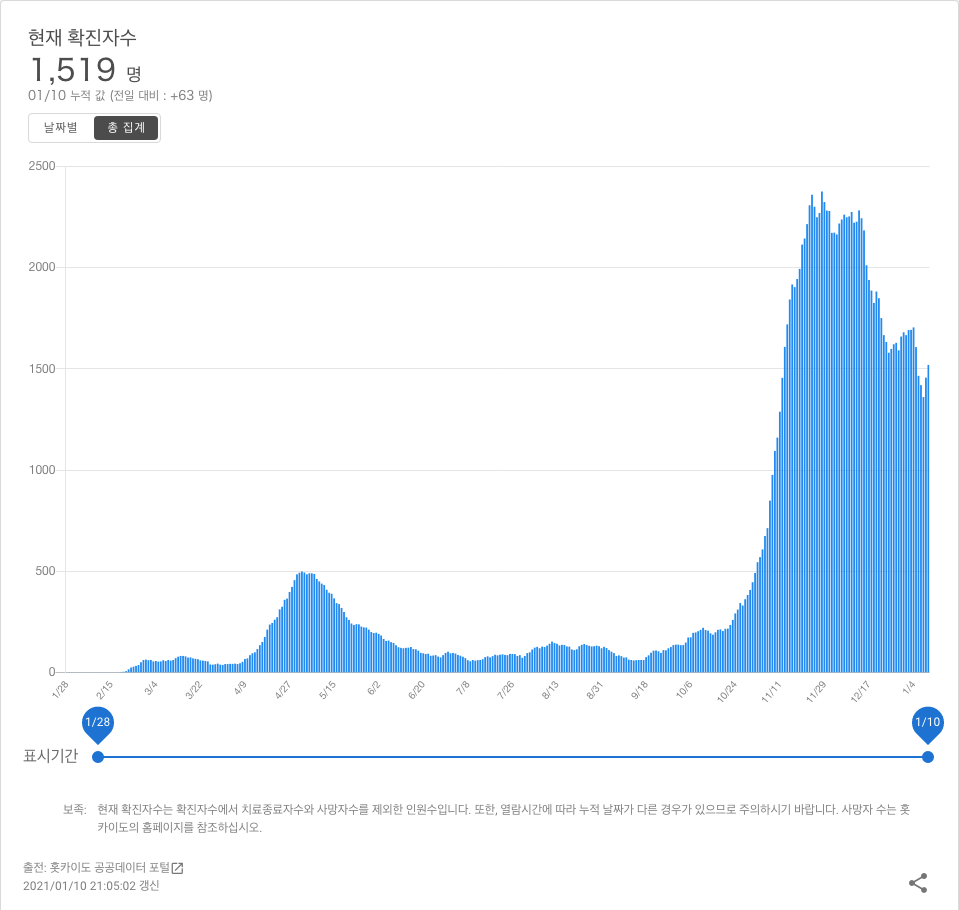 현재 확진자수
1,519 명
01/10 누적 값 (전일 대비 : +63 명)
날짜별 총 집계
2500
2000
1500
1000
500
0
1/28 2/15 3/4 3/22 4/9 4/27 5/15 6/2 6/20 7/8 7/26 8/13 8/31 9/18 10/6 10/24 11/11 11/29 12/17 1/4
1/28 1/10
표시기간
보족: 현재 확진자수는 확진자수에서 치료종료자수와 사망자수를 제외한 인원수입니다. 또한, 열람시간에 따라 누적 날짜가 다른 경우가 있으므로 주의하시기 바랍니다. 사망자 수는 홋
카이도의 홈페이지를 참조하십시오.
출전: 홋카이도 공공데이터 포털
2021/01/10 21:05:02 갱신